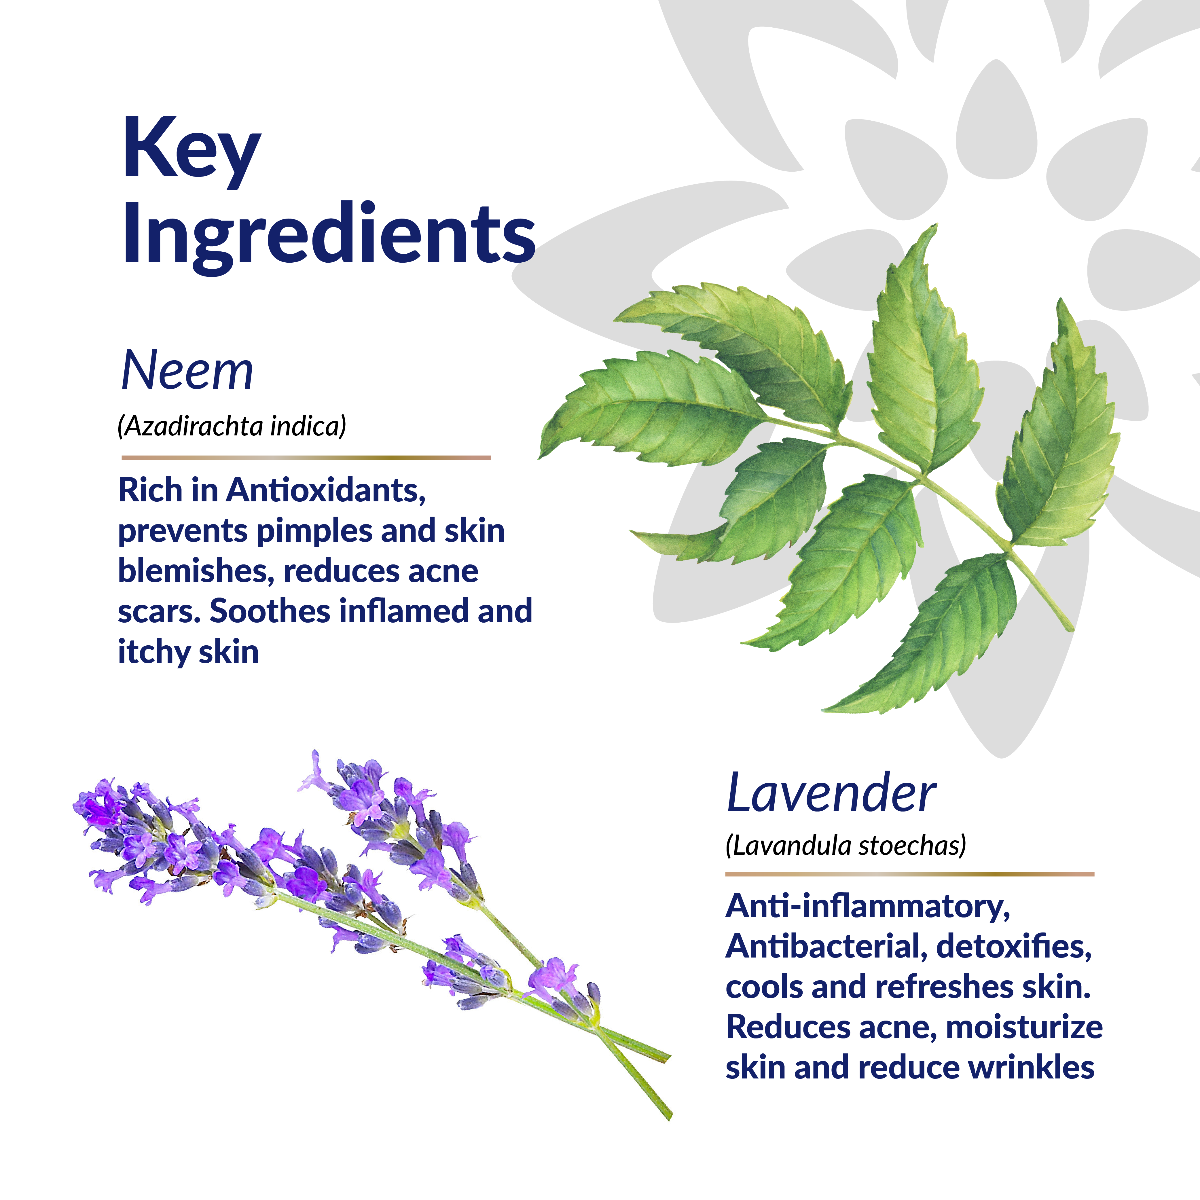 Key
Ingredients
Neem
(Azadirachta indica)
Rich in Antioxidants,
prevents pimples and skin
blemishes, reduces acne
scars. Soothes inflamed and
itchy skin
Lavender
(Lavandula stoechas)
Anti-inflammatory,
Antibacterial, detoxifies,
cools and refreshes skin.
Reduces acne, moisturize
skin and reduce wrinkles